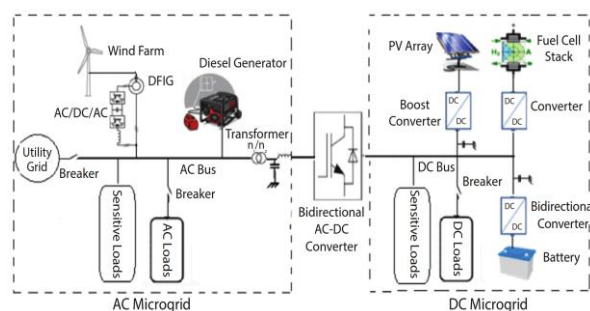 Wind Farm
DFIG
AC/DC/AC
Diesel Generator
Transformer
n/n
Utility
Grid
Breaker
AC Bus
Breaker
Sensitive Loads
AC Loads
AC Microgrid
Bidirectional
AC-DC
Converter
PV Array
Fuel Cell
Stack
H₂
A
Boost
Converter
DC
DC
DC
DC
Converter
DC Bus
Breaker
Sensitive Loads
DC Loads
DC
DC
Bidirectional
Converter
Battery
DC Microgrid